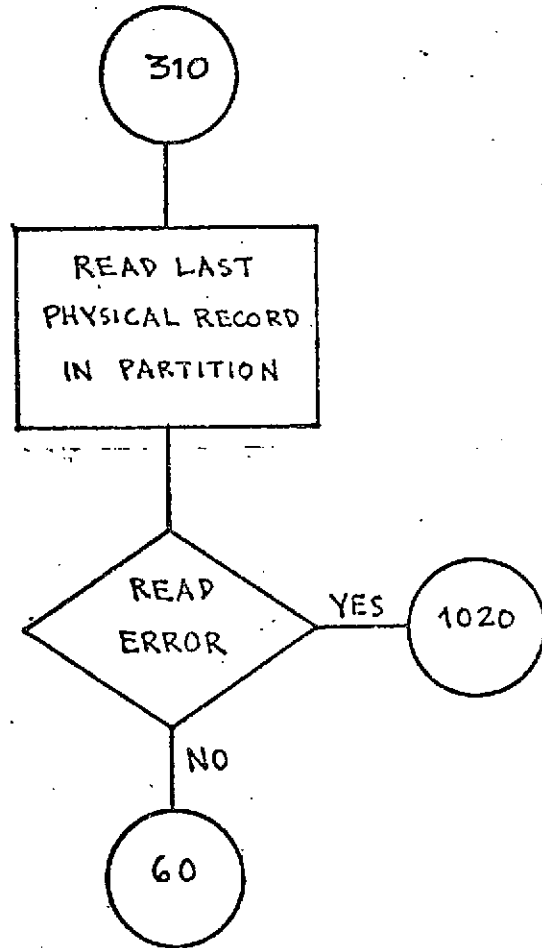 310
READ LAST
PHYSICAL RECORD
IN PARTITION
READ
ERROR
YES
1020
NO
60